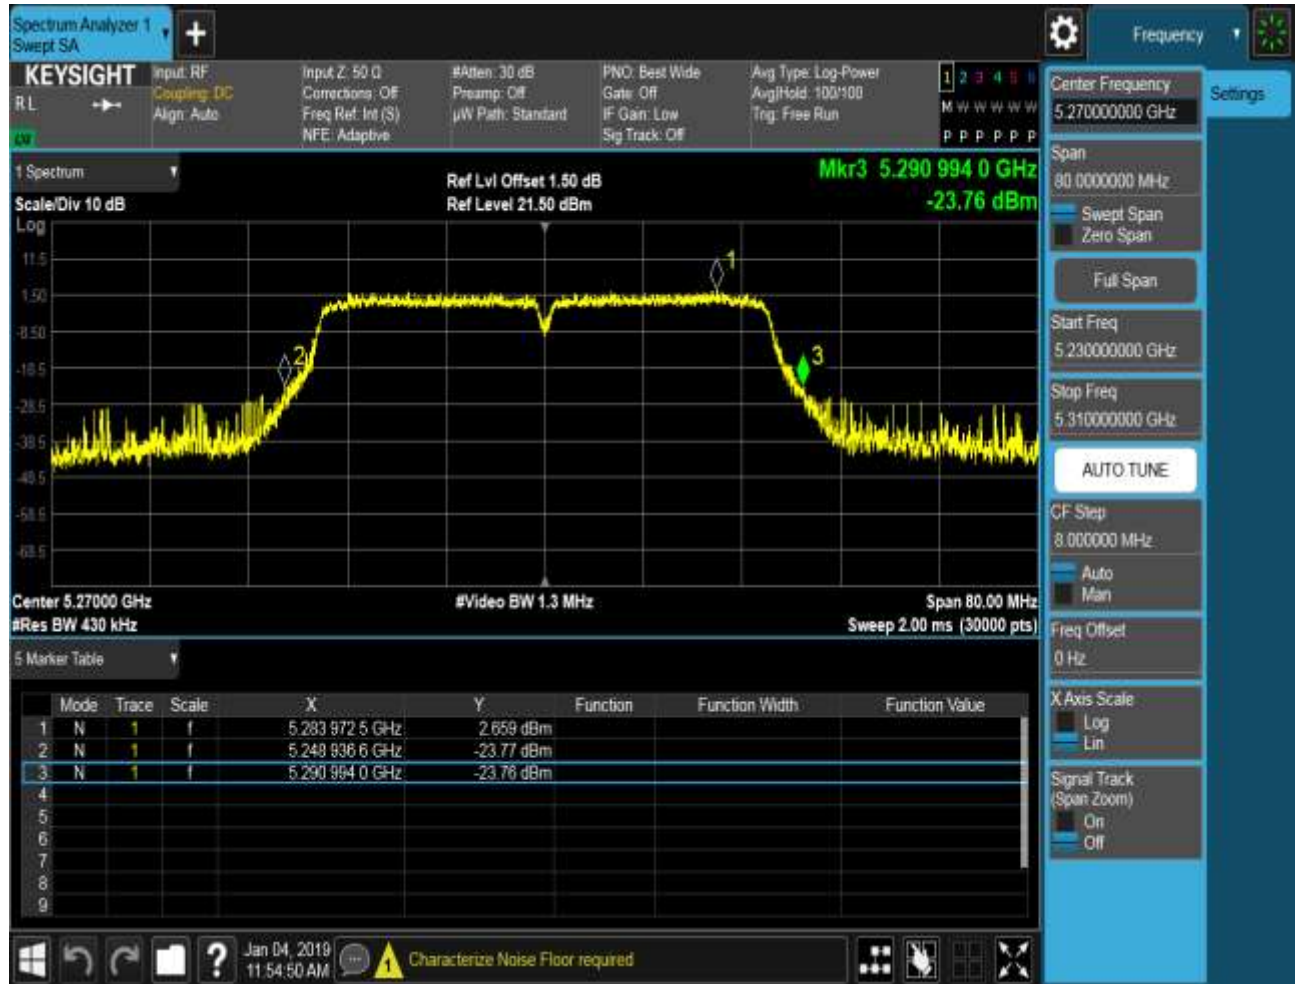 Spectrum Analyzer 1
Swept SA
Frequency
KEYSIGHT
RL
Input: RF
Coupling: DC
Align: Auto
Input Z: 50 Ω
Corrections: Off
Freq Ref: Int (S)
NFE: Adaptive
#Atten: 30 dB
Preamp: Off
µW Path: Standard
PNO: Best Wide
Gate: Off
IF Gain: Low
Sig Track: Off
Avg Type: Log-Power
Avg|Hold: 100/100
Trig: Free Run
1 2 3 4 5 6
M W W W W W
P P P P P P
1 Spectrum
Scale/Div 10 dB
Ref Lvl Offset 1.50 dB
Ref Level 21.50 dBm
Mkr3 5.290 994 0 GHz
-23.76 dBm
Log
11.5
1.50
-8.50
-18.5
-28.5
-38.5
-48.5
-58.5
-68.5
1
2
3
Center 5.27000 GHz
#Video BW 1.3 MHz
Span 80.00 MHz
#Res BW 430 kHz
Sweep 2.00 ms (30000 pts)
5 Marker Table
Mode Trace Scale X Y Function Function Width Function Value
1 N 1 f 5.283 972 5 GHz 2.659 dBm
2 N 1 f 5.248 936 6 GHz -23.77 dBm
3 N 1 f 5.290 994 0 GHz -23.76 dBm
4
5
6
7
8
9
Jan 04, 2019
11:54:50 AM
Characterize Noise Floor required
Settings
Center Frequency
5.270000000 GHz
Span
80.0000000 MHz
Swept Span
Zero Span
Full Span
Start Freq
5.230000000 GHz
Stop Freq
5.310000000 GHz
AUTO TUNE
CF Step
8.000000 MHz
Auto
Man
Freq Offset
0 Hz
X Axis Scale
Log
Lin
Signal Track
(Span Zoom)
On
Off